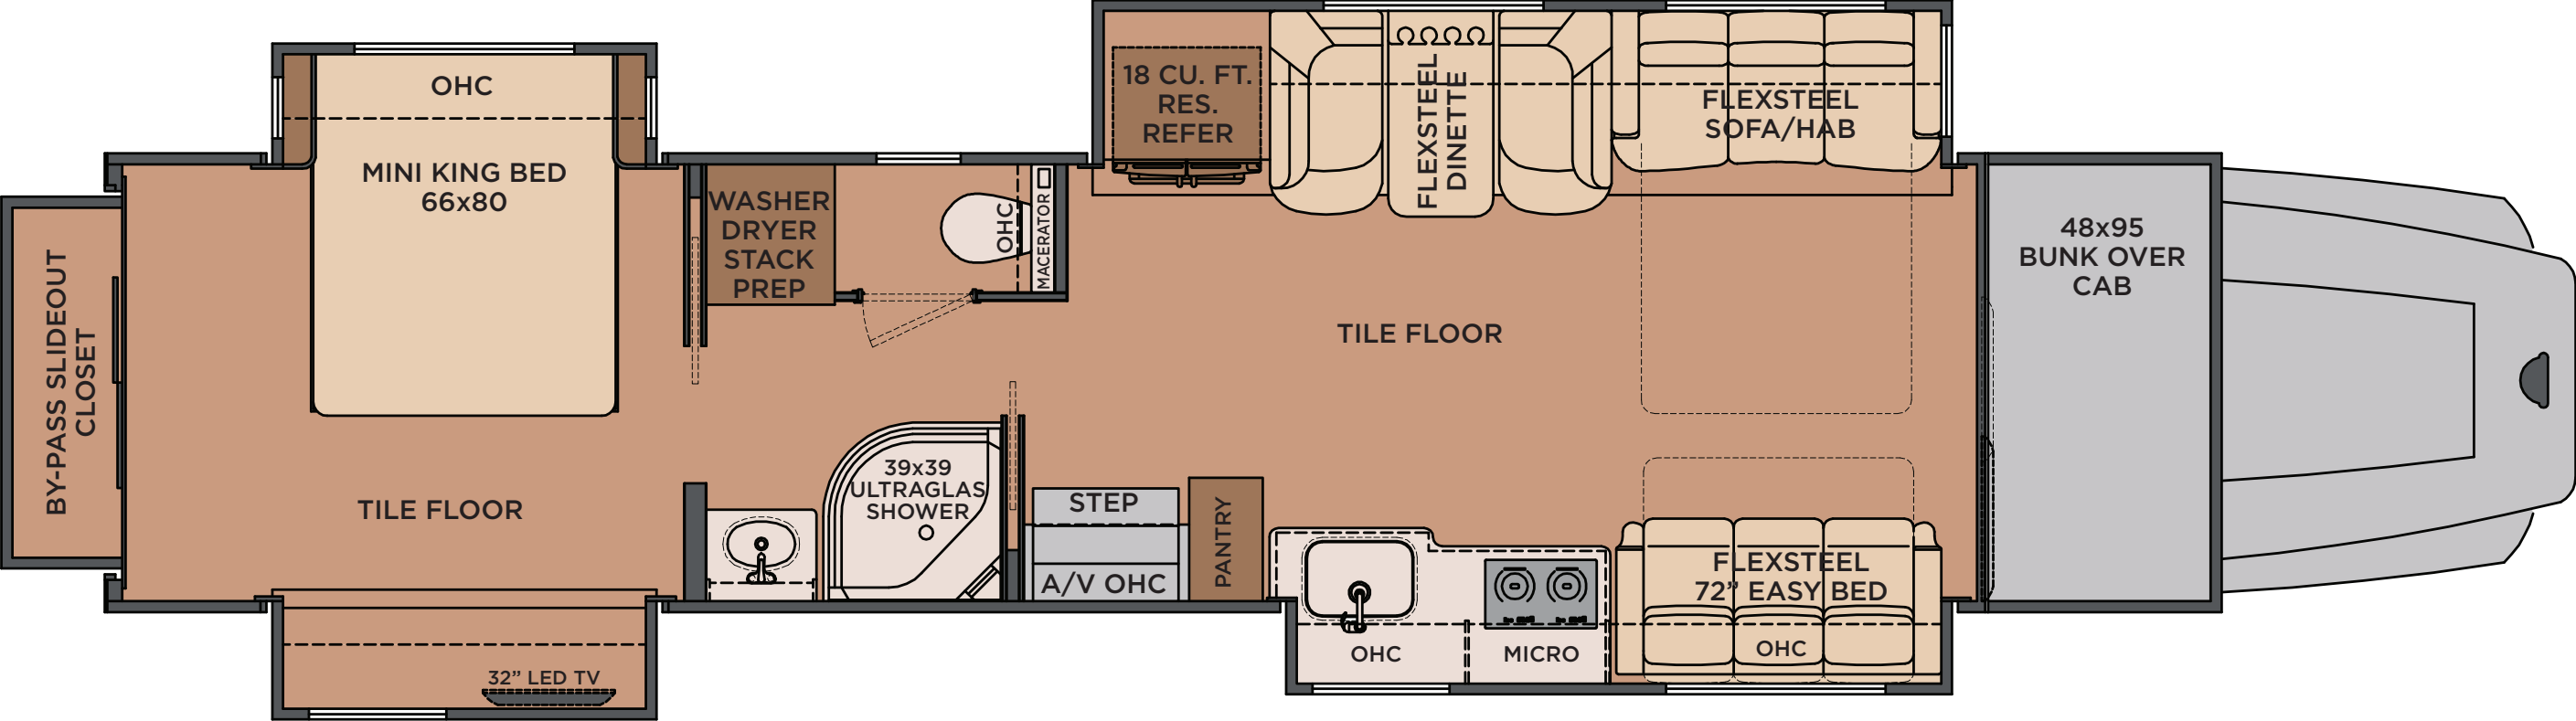 BY-PASS SLIDEOUT
CLOSET
OHC
MINI KING BED
66x80
TILE FLOOR
32” LED TV
WASHER
DRYER
STACK
PREP
OHC
MACERATOR
39x39
ULTRAGLAS
SHOWER
STEP
A/V OHC
PANTRY
18 CU. FT.
RES.
REFER
FLEXSTEEL
DINETTE
FLEXSTEEL
SOFA/HAB
TILE FLOOR
OHC
MICRO
FLEXSTEEL
72” EASY BED
OHC
48x95
BUNK OVER
CAB